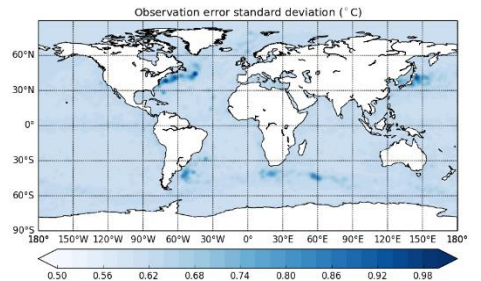 Observation error standard deviation (°C)
60°N
30°N
0°
30°S
60°S
90°S
180° 150°W 120°W 90°W 60°W 30°W 0° 30°E 60°E 90°E 120°E 150°E 180°
0.50 0.56 0.62 0.68 0.74 0.80 0.86 0.92 0.98